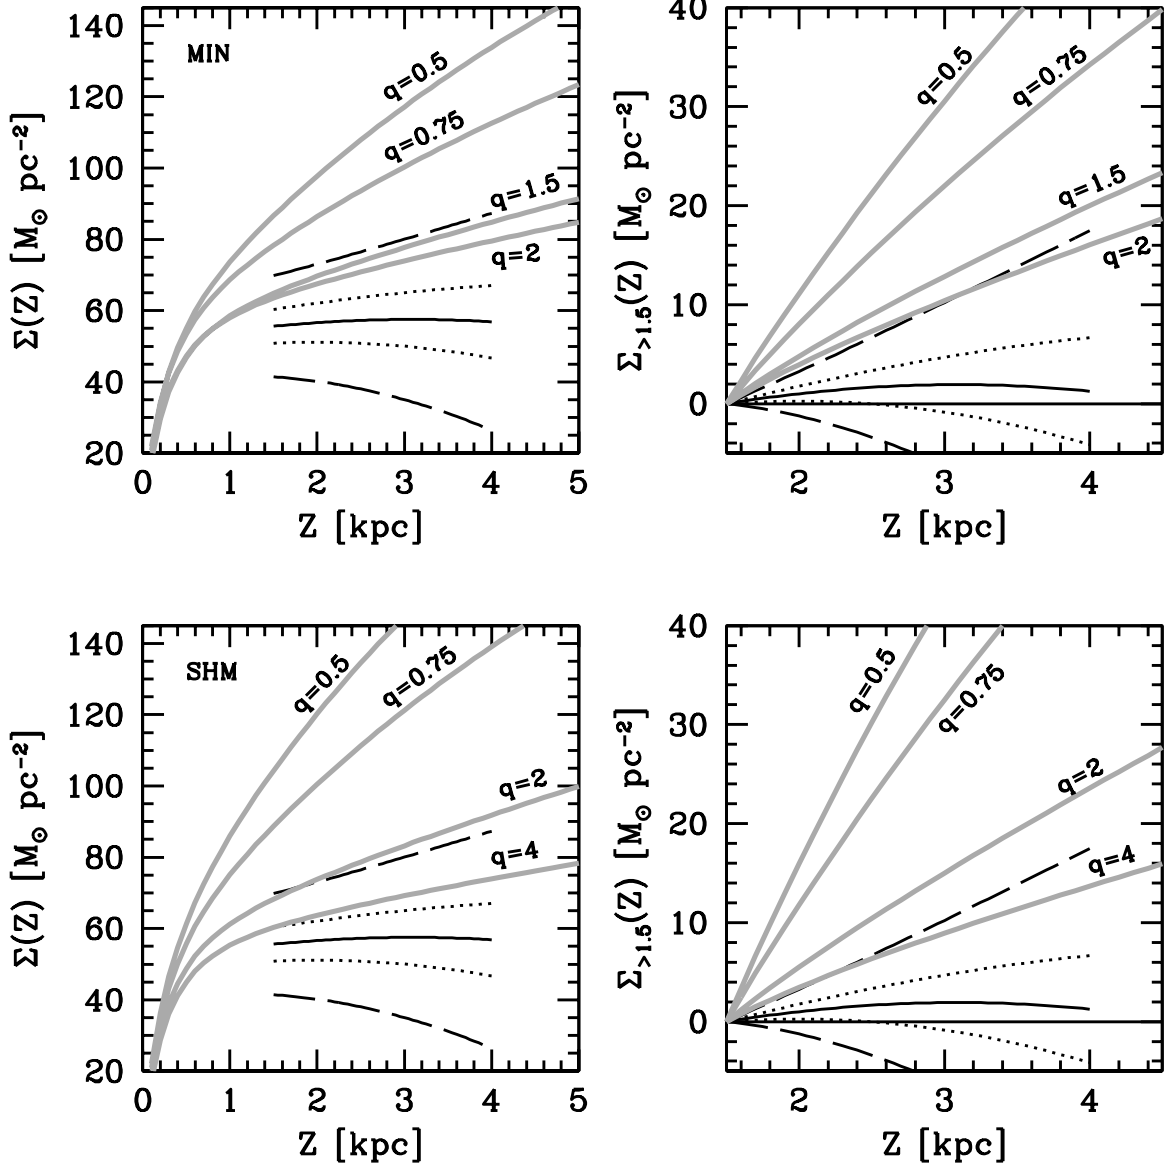 140
120
100
80
60
40
20
Σ(Z) [M⊙ pc⁻²]
MIN
q=0.5
q=0.75
q=1.5
q=2
0 1 2 3 4 5
Z [kpc]
40
30
20
10
0
Σ>1.5(Z) [M⊙ pc⁻²]
q=0.5
q=0.75
q=1.5
q=2
2 3 4
Z [kpc]
140
120
100
80
60
40
20
Σ(Z) [M⊙ pc⁻²]
SHM
q=0.5
q=0.75
q=2
q=4
0 1 2 3 4 5
Z [kpc]
40
30
20
10
0
Σ>1.5(Z) [M⊙ pc⁻²]
q=0.5
q=0.75
q=2
q=4
2 3 4
Z [kpc]